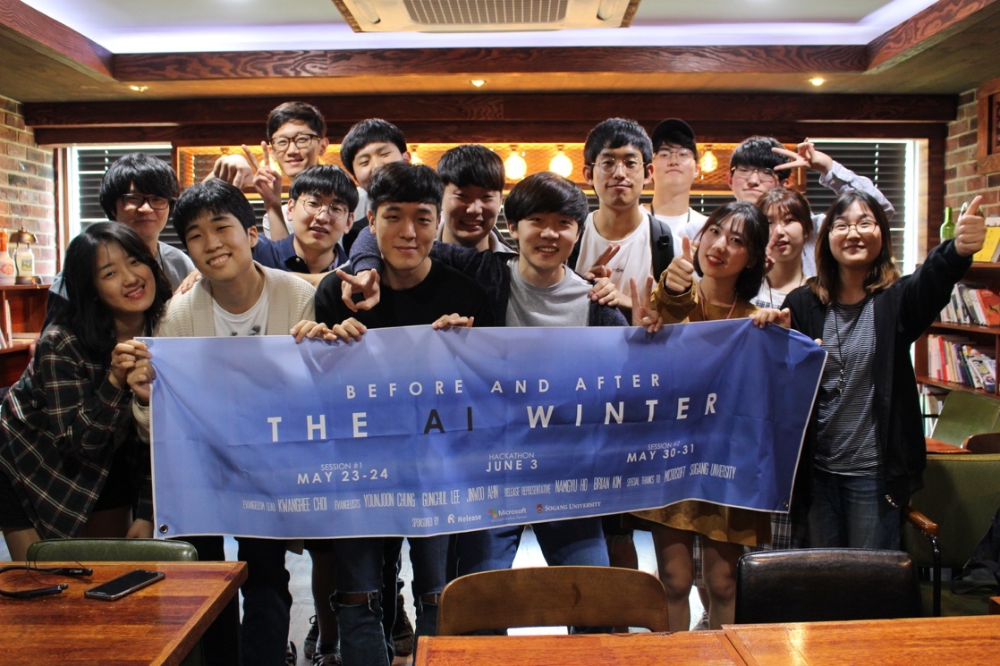 BEFORE AND AFTER
THE AI WINTER
SESSION #1
MAY 23-24
HACKATHON
JUNE 3
SESSION #2
MAY 30-31
EVANGELION LEAD KWANGHEE CHOI EVANGELISTS YOUNJOON CHUNG GUNCHUL LEE JINWOO AHN RELEASE REPRESENTATIVE NAMGYU HO BRIAN KIM SPECIAL THANKS TO MICROSOFT SOGANG UNIVERSITY
SPONSORED BY Release Microsoft SOGANG UNIVERSITY